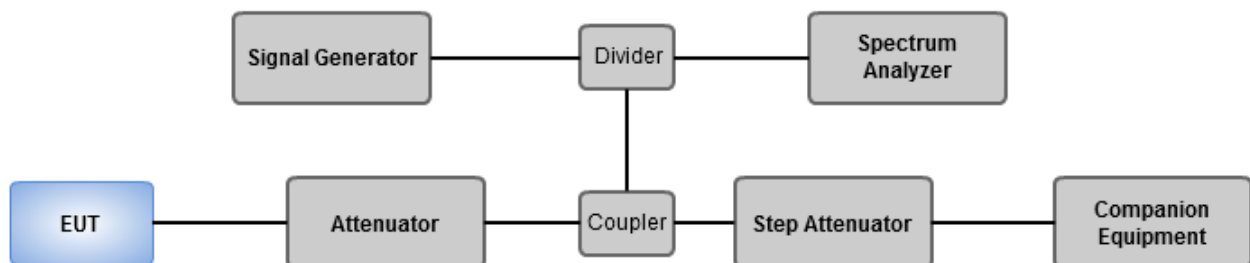 Signal Generator
Divider
Spectrum
Analyzer
EUT
Attenuator
Coupler
Step Attenuator
Companion
Equipment